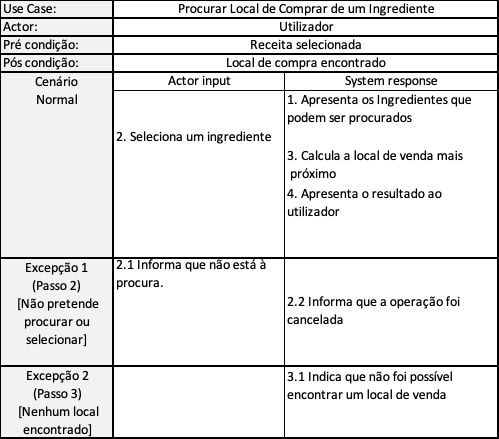 Use Case: Procurar Local de Comprar de um Ingrediente
Actor: Utilizador
Pré condição: Receita selecionada
Pós condição: Local de compra encontrado
Cenário
Normal
Actor input
System response
1. Apresenta os Ingredientes que
podem ser procurados
2. Seleciona um ingrediente
3. Calcula a local de venda mais
próximo
4. Apresenta o resultado ao
utilizador
Excepção 1
(Passo 2)
[Não pretende
procurar ou
selecionar]
2.1 Informa que não está à
procura.
2.2 Informa que a operação foi
cancelada
Excepção 2
(Passo 3)
[Nenhum local
encontrado]
3.1 Indica que não foi possível
encontrar um local de venda